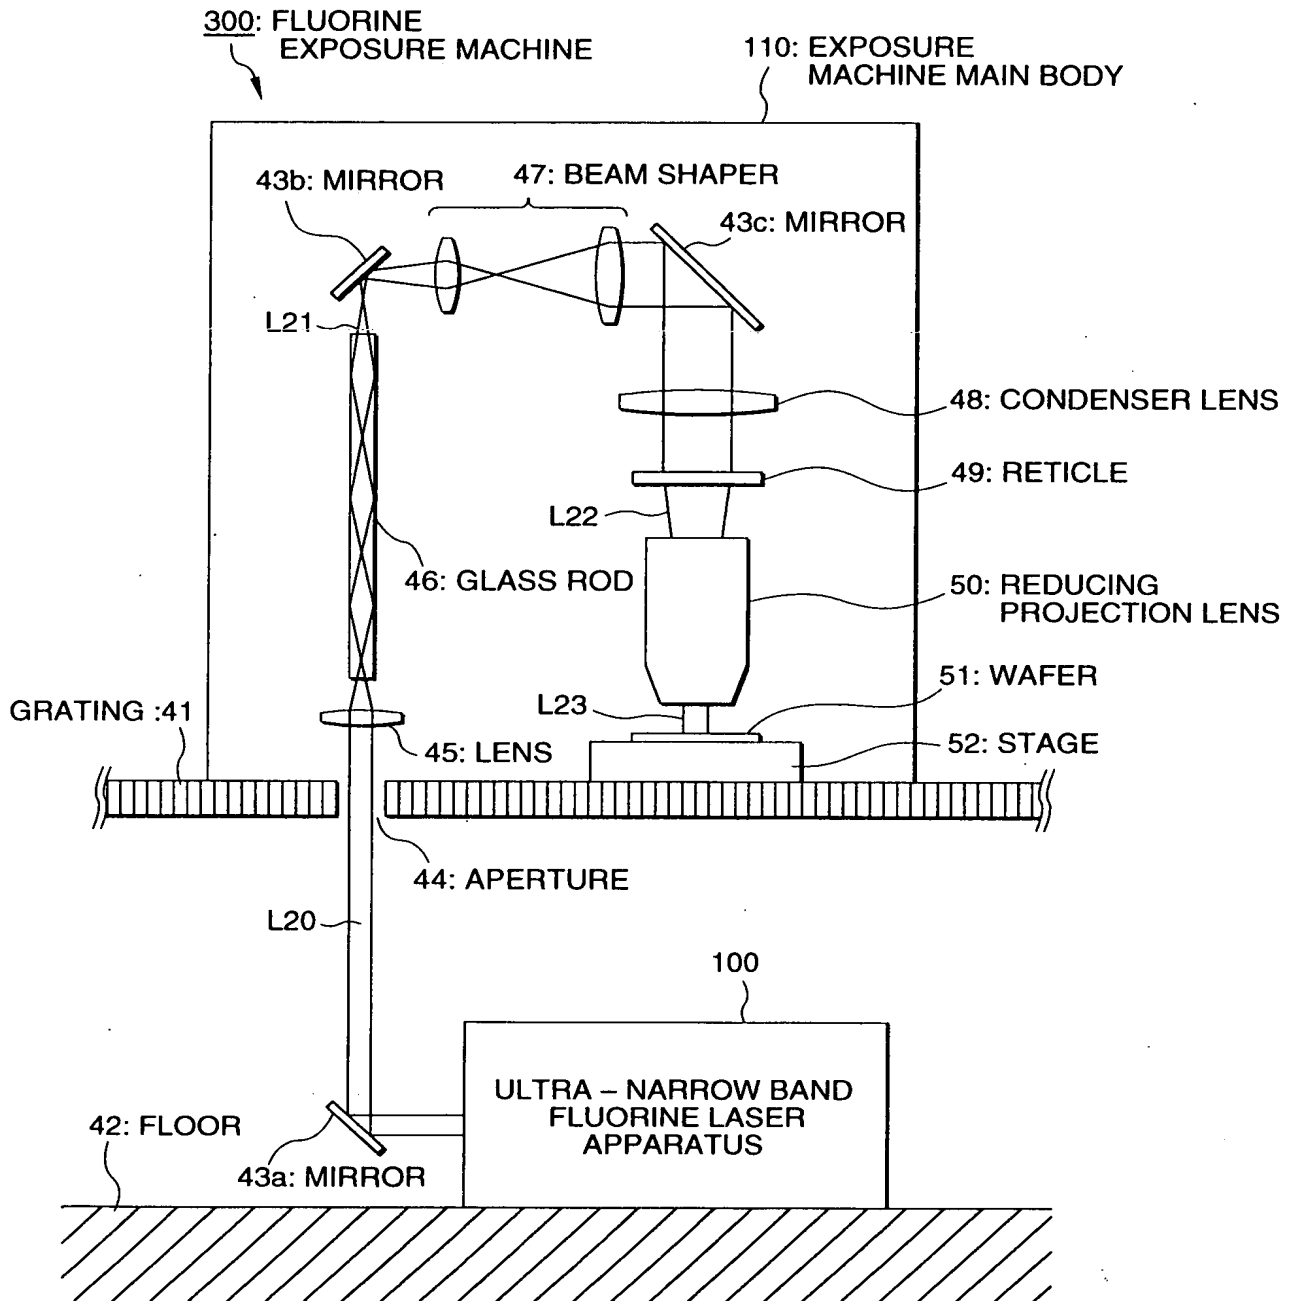 300: FLUORINE
EXPOSURE MACHINE
110: EXPOSURE
MACHINE MAIN BODY
43b: MIRROR
47: BEAM SHAPER
43c: MIRROR
L21
48: CONDENSER LENS
49: RETICLE
L22
46: GLASS ROD
50: REDUCING
PROJECTION LENS
51: WAFER
GRATING :41
L23
45: LENS
52: STAGE
44: APERTURE
L20
100
ULTRA – NARROW BAND
FLUORINE LASER
APPARATUS
42: FLOOR
43a: MIRROR